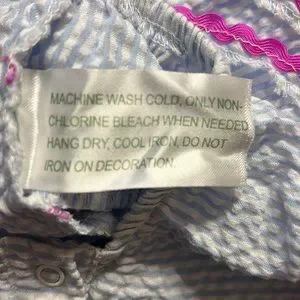 MACHINE WASH COLD, ONLY NON-
CHLORINE BLEACH WHEN NEEDED
HANG DRY, COOL IRON, DO NOT
IRON ON DECORATION.